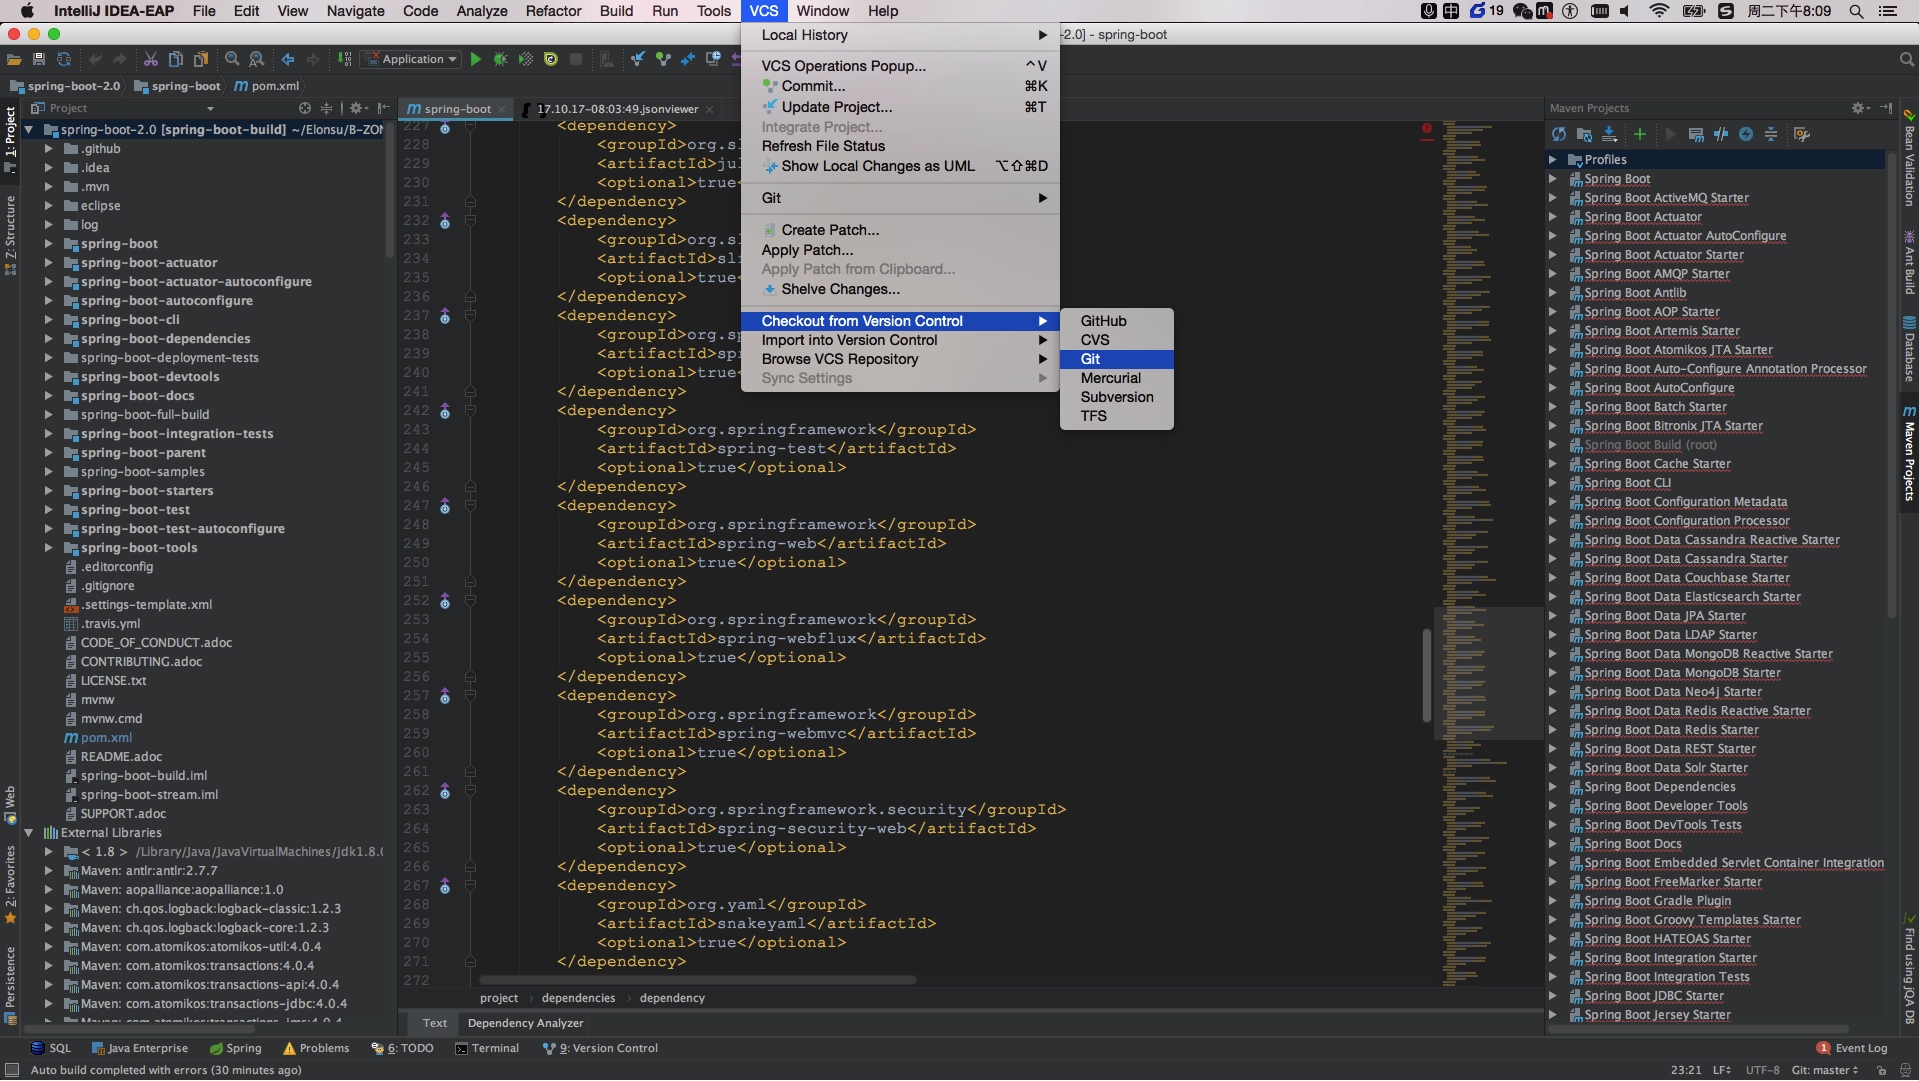 IntelliJ IDEA-EAP File Edit View Navigate Code Analyze Refactor Build Run Tools VCS Window Help 19 周二下午8:09
-2.0] - spring-boot
Application
spring-boot-2.0 spring-boot pom.xml
Project
spring-boot 17.10.17-08:03:49.jsonviewer
Maven Projects
Local History
VCS Operations Popup... ^V
Commit... ⌘K
Update Project... ⌘T
Integrate Project...
Refresh File Status
Show Local Changes as UML ⌥⇧⌘D
Git
Create Patch...
Apply Patch...
Apply Patch from Clipboard...
Shelve Changes...
Checkout from Version Control
Import into Version Control
Browse VCS Repository
Sync Settings
GitHub
CVS
Git
Mercurial
Subversion
TFS
1: Project
7: Structure
Web
2: Favorites
Persistence
spring-boot-2.0 [spring-boot-build] ~/Elonsu/B-ZON
.github
.idea
.mvn
eclipse
log
spring-boot
spring-boot-actuator
spring-boot-actuator-autoconfigure
spring-boot-autoconfigure
spring-boot-cli
spring-boot-dependencies
spring-boot-deployment-tests
spring-boot-devtools
spring-boot-docs
spring-boot-full-build
spring-boot-integration-tests
spring-boot-parent
spring-boot-samples
spring-boot-starters
spring-boot-test
spring-boot-test-autoconfigure
spring-boot-tools
.editorconfig
.gitignore
.settings-template.xml
.travis.yml
CODE_OF_CONDUCT.adoc
CONTRIBUTING.adoc
LICENSE.txt
mvnw
mvnw.cmd
pom.xml
README.adoc
spring-boot-build.iml
spring-boot-stream.iml
SUPPORT.adoc
External Libraries
< 1.8 > /Library/Java/JavaVirtualMachines/jdk1.8.0
Maven: antlr:antlr:2.7.7
Maven: aopalliance:aopalliance:1.0
Maven: ch.qos.logback:logback-classic:1.2.3
Maven: ch.qos.logback:logback-core:1.2.3
Maven: com.atomikos:atomikos-util:4.0.4
Maven: com.atomikos:transactions:4.0.4
Maven: com.atomikos:transactions-api:4.0.4
Maven: com.atomikos:transactions-jdbc:4.0.4
Maven: com.atomikos:transactions-jms:4.0.4
227 <dependency>
228 <groupId>org.sl
229 <artifactId>jul
230 <optional>true<
231 </dependency>
232 <dependency>
233 <groupId>org.sl
234 <artifactId>slf
235 <optional>true<
236 </dependency>
237 <dependency>
238 <groupId>org.sp
239 <artifactId>spr
240 <optional>true<
241 </dependency>
242 <dependency>
243 <groupId>org.springframework</groupId>
244 <artifactId>spring-test</artifactId>
245 <optional>true</optional>
246 </dependency>
247 <dependency>
248 <groupId>org.springframework</groupId>
249 <artifactId>spring-web</artifactId>
250 <optional>true</optional>
251 </dependency>
252 <dependency>
253 <groupId>org.springframework</groupId>
254 <artifactId>spring-webflux</artifactId>
255 <optional>true</optional>
256 </dependency>
257 <dependency>
258 <groupId>org.springframework</groupId>
259 <artifactId>spring-webmvc</artifactId>
260 <optional>true</optional>
261 </dependency>
262 <dependency>
263 <groupId>org.springframework.security</groupId>
264 <artifactId>spring-security-web</artifactId>
265 <optional>true</optional>
266 </dependency>
267 <dependency>
268 <groupId>org.yaml</groupId>
269 <artifactId>snakeyaml</artifactId>
270 <optional>true</optional>
271 </dependency>
272
project dependencies dependency
Text Dependency Analyzer
Profiles
Spring Boot
Spring Boot ActiveMQ Starter
Spring Boot Actuator
Spring Boot Actuator AutoConfigure
Spring Boot Actuator Starter
Spring Boot AMQP Starter
Spring Boot Antlib
Spring Boot AOP Starter
Spring Boot Artemis Starter
Spring Boot Atomikos JTA Starter
Spring Boot Auto-Configure Annotation Processor
Spring Boot AutoConfigure
Spring Boot Batch Starter
Spring Boot Bitronix JTA Starter
Spring Boot Build (root)
Spring Boot Cache Starter
Spring Boot CLI
Spring Boot Configuration Metadata
Spring Boot Configuration Processor
Spring Boot Data Cassandra Reactive Starter
Spring Boot Data Cassandra Starter
Spring Boot Data Couchbase Starter
Spring Boot Data Elasticsearch Starter
Spring Boot Data JPA Starter
Spring Boot Data LDAP Starter
Spring Boot Data MongoDB Reactive Starter
Spring Boot Data MongoDB Starter
Spring Boot Data Neo4j Starter
Spring Boot Data Redis Reactive Starter
Spring Boot Data Redis Starter
Spring Boot Data REST Starter
Spring Boot Data Solr Starter
Spring Boot Dependencies
Spring Boot Developer Tools
Spring Boot DevTools Tests
Spring Boot Docs
Spring Boot Embedded Servlet Container Integration
Spring Boot FreeMarker Starter
Spring Boot Gradle Plugin
Spring Boot Groovy Templates Starter
Spring Boot HATEOAS Starter
Spring Boot Integration Starter
Spring Boot Integration Tests
Spring Boot JDBC Starter
Spring Boot Jersey Starter
Bean Validation
Ant Build
Database
Maven Projects
Find using jQA DB
SQL Java Enterprise Spring Problems 6: TODO Terminal 9: Version Control 1 Event Log
Auto build completed with errors (30 minutes ago) 23:21 LF UTF-8 Git: master